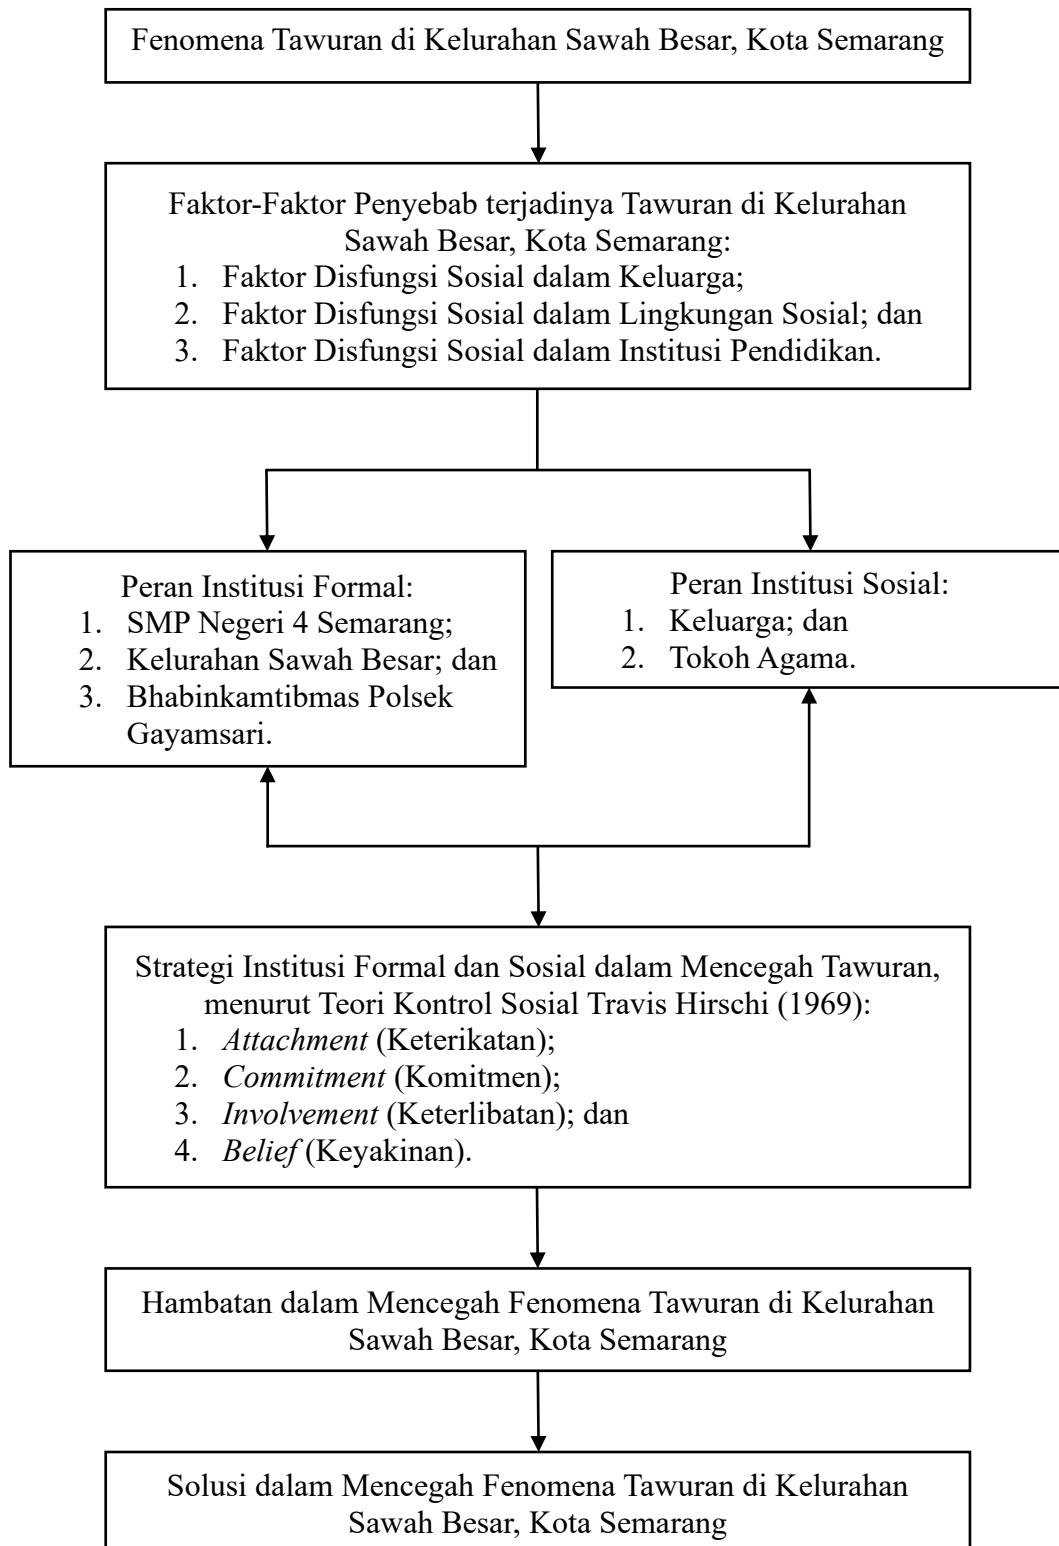 Fenomena Tawuran di Kelurahan Sawah Besar, Kota Semarang
Faktor-Faktor Penyebab terjadinya Tawuran di Kelurahan
Sawah Besar, Kota Semarang:
1. Faktor Disfungsi Sosial dalam Keluarga;
2. Faktor Disfungsi Sosial dalam Lingkungan Sosial; dan
3. Faktor Disfungsi Sosial dalam Institusi Pendidikan.
Peran Institusi Formal:
1. SMP Negeri 4 Semarang;
2. Kelurahan Sawah Besar; dan
3. Bhabinkamtibmas Polsek
Gayamsari.
Peran Institusi Sosial:
1. Keluarga; dan
2. Tokoh Agama.
Strategi Institusi Formal dan Sosial dalam Mencegah Tawuran,
menurut Teori Kontrol Sosial Travis Hirschi (1969):
1. Attachment (Keterikatan);
2. Commitment (Komitmen);
3. Involvement (Keterlibatan); dan
4. Belief (Keyakinan).
Hambatan dalam Mencegah Fenomena Tawuran di Kelurahan
Sawah Besar, Kota Semarang
Solusi dalam Mencegah Fenomena Tawuran di Kelurahan
Sawah Besar, Kota Semarang